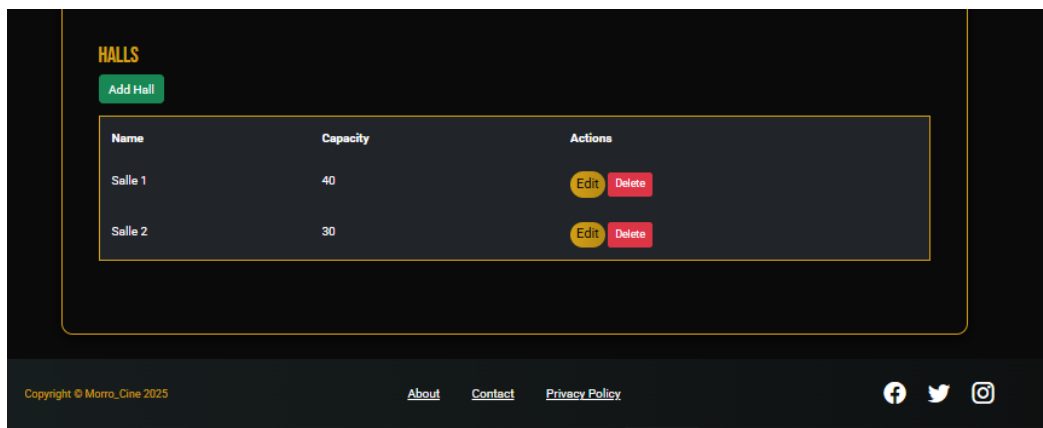 HALLS
Add Hall
Name Capacity Actions
Salle 1 40 Edit Delete
Salle 2 30 Edit Delete
Copyright © Morro_Cine 2025 About Contact Privacy Policy